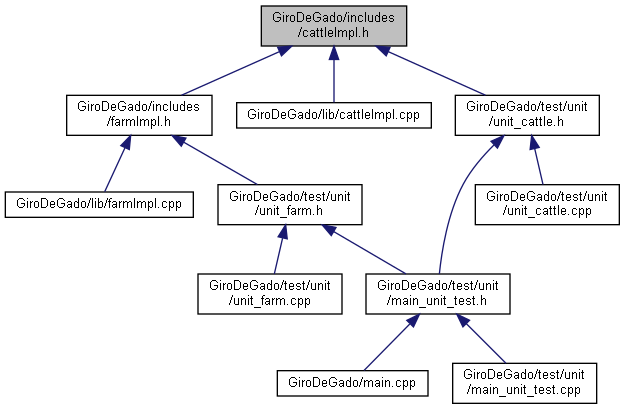 GiroDeGado/includes
/cattleImpl.h
GiroDeGado/includes
/farmImpl.h
GiroDeGado/lib/cattleImpl.cpp
GiroDeGado/test/unit
/unit_cattle.h
GiroDeGado/lib/farmImpl.cpp
GiroDeGado/test/unit
/unit_farm.h
GiroDeGado/test/unit
/unit_cattle.cpp
GiroDeGado/test/unit
/unit_farm.cpp
GiroDeGado/test/unit
/main_unit_test.h
GiroDeGado/main.cpp
GiroDeGado/test/unit
/main_unit_test.cpp